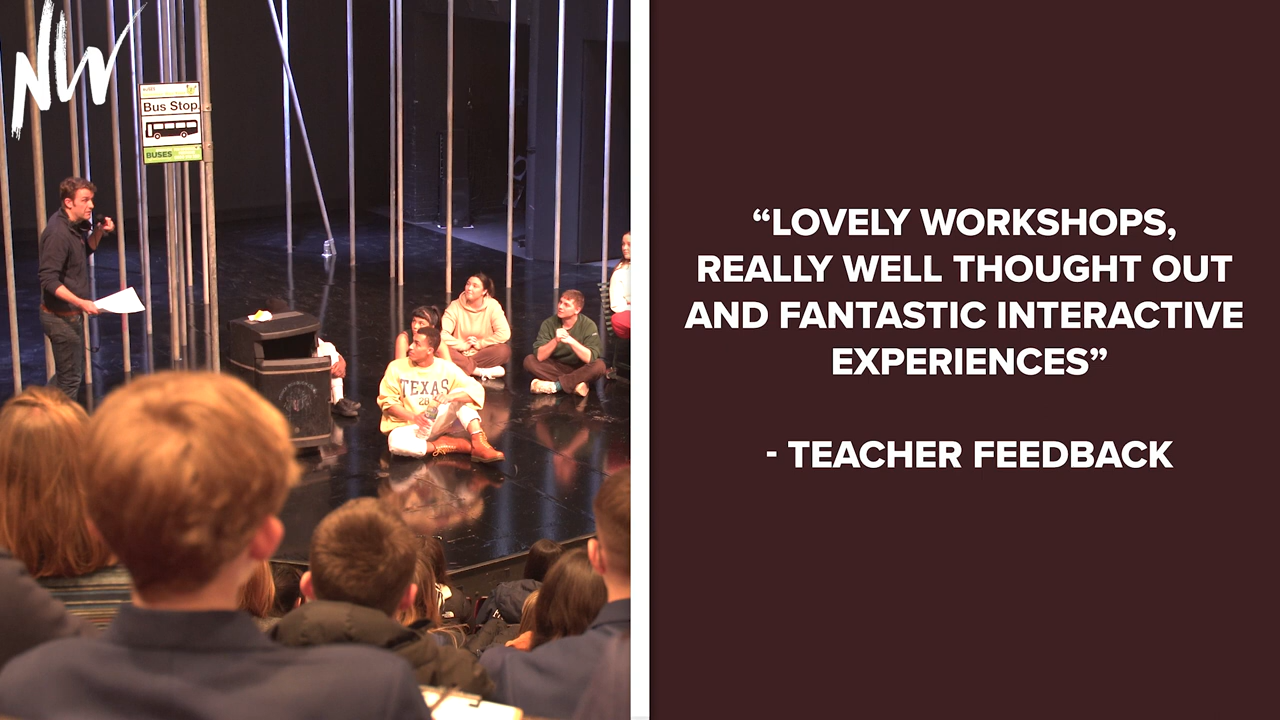 NW
Bus Stop
BUSES
TEXAS
“LOVELY WORKSHOPS,
REALLY WELL THOUGHT OUT
AND FANTASTIC INTERACTIVE
EXPERIENCES”
- TEACHER FEEDBACK